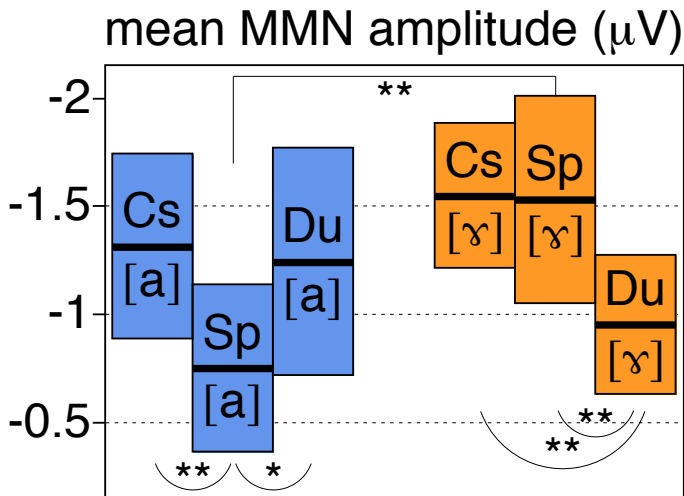 mean MMN amplitude (μV)
-2
**
Cs
Sp
-1.5
Cs
Du
[ɤ]
[ɤ]
[a]
[a]
Du
-1
Sp
[ɤ]
[a]
-0.5
**
*
**
**